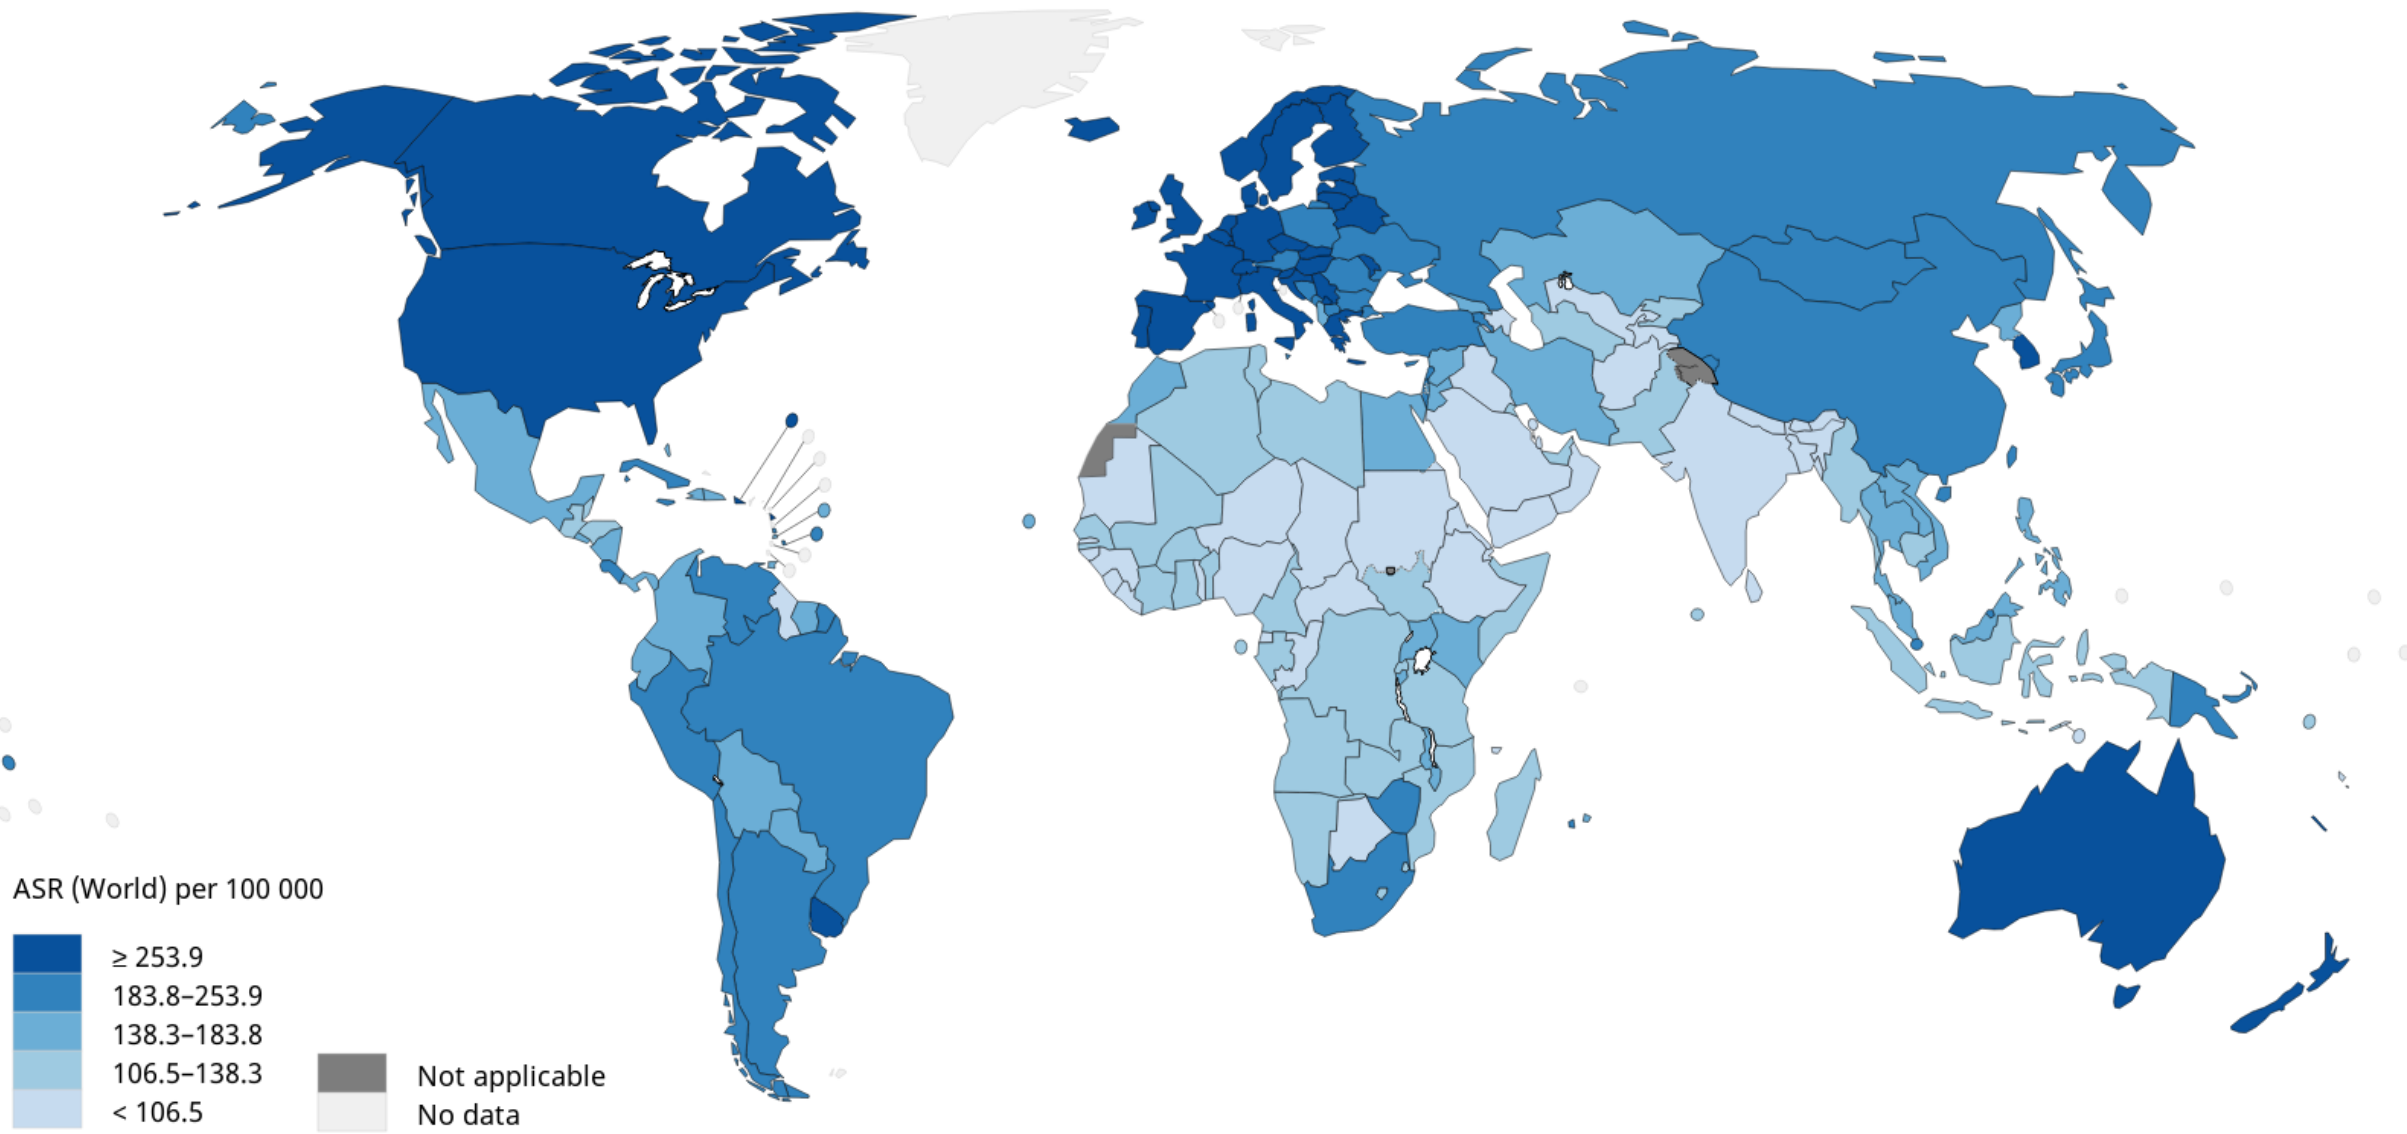 ASR (World) per 100 000
≥ 253.9
183.8–253.9
138.3–183.8
106.5–138.3
< 106.5
Not applicable
No data